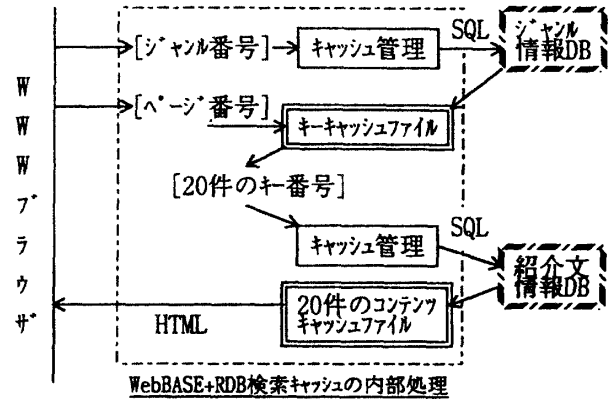 WWWブラウザ
[ジャンル番号]
キャッシュ管理
SQL
ジャンル
情報DB
[ページ番号]
キーキャッシュファイル
[20件のキー番号]
キャッシュ管理
SQL
紹介文
情報DB
20件のコンテンツ
キャッシュファイル
HTML
WebBASE+RDB検索キャッシュの内部処理